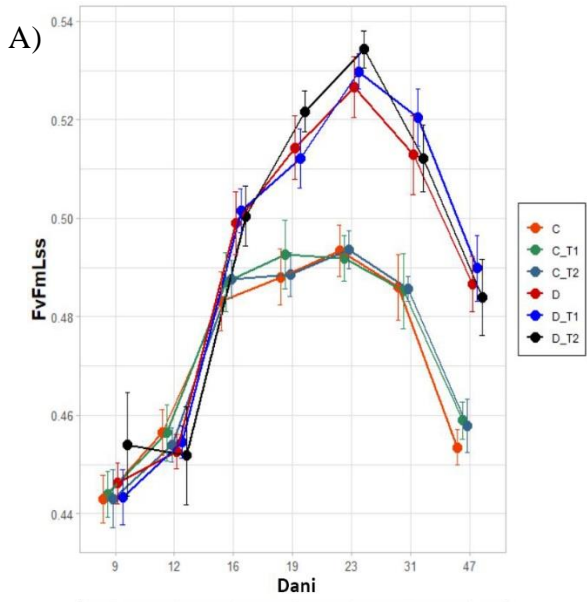 A)
0.54
0.52
0.50
0.48
0.46
0.44
FvFmLss
9 12 16 19 23 31 47
Dani
C
C_T1
C_T2
D
D_T1
D_T2